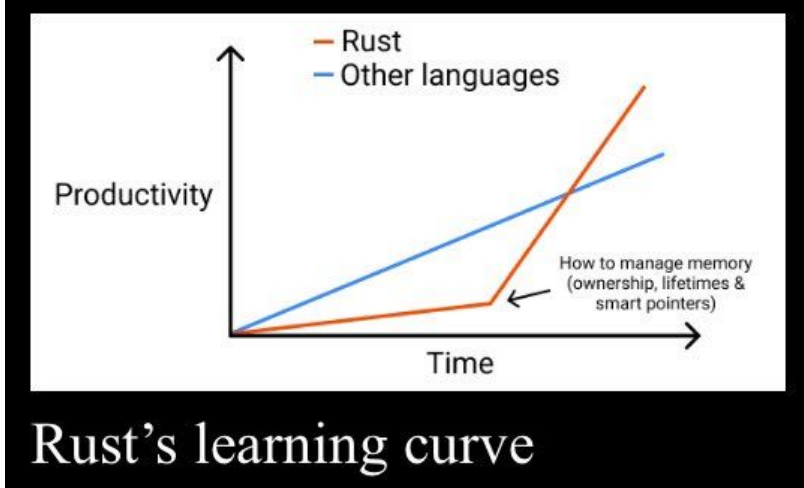 Rust
Other languages
Productivity
How to manage memory
(ownership, lifetimes &
smart pointers)
Time
Rust’s learning curve